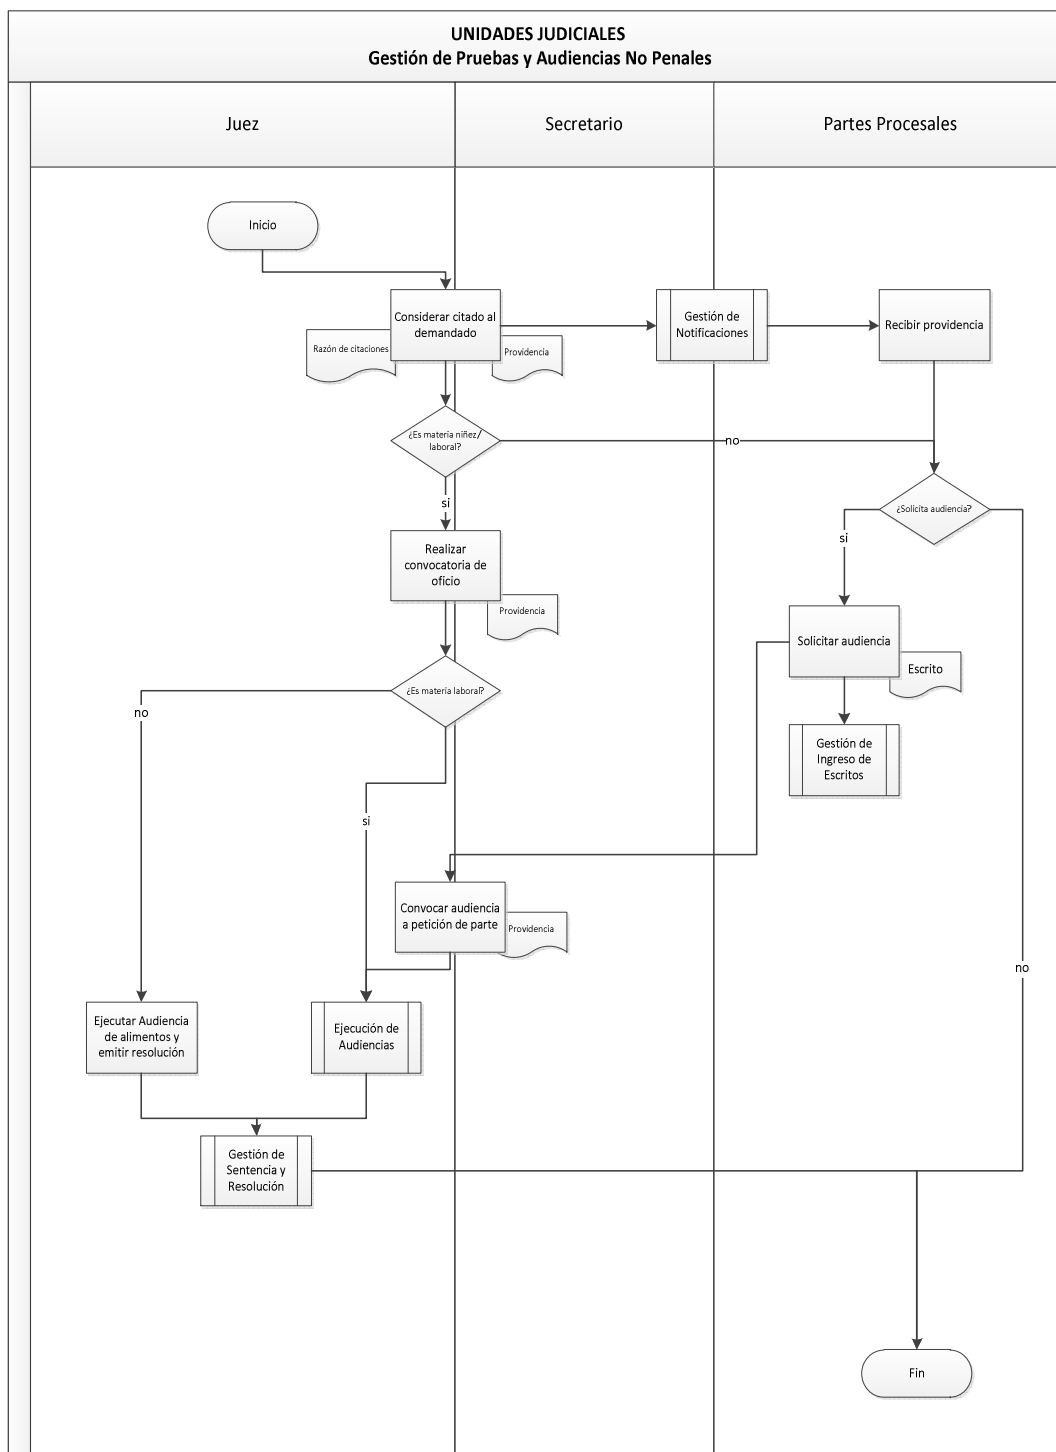 UNIDADES JUDICIALES
Gestión de Pruebas y Audiencias No Penales
Juez
Secretario
Partes Procesales
Inicio
Considerar citado al
demandado
Razón de citaciones
Providencia
Gestión de
Notificaciones
Recibir providencia
¿Es materia niñez/
laboral?
no
si
¿Solicita audiencia?
si
Realizar
convocatoria de
oficio
Providencia
Solicitar audiencia
Escrito
¿Es materia laboral?
no
Gestión de
Ingreso de
Escritos
si
Convocar audiencia
a petición de parte
Providencia
no
Ejecutar Audiencia
de alimentos y
emitir resolución
Ejecución de
Audiencias
Gestión de
Sentencia y
Resolución
Fin